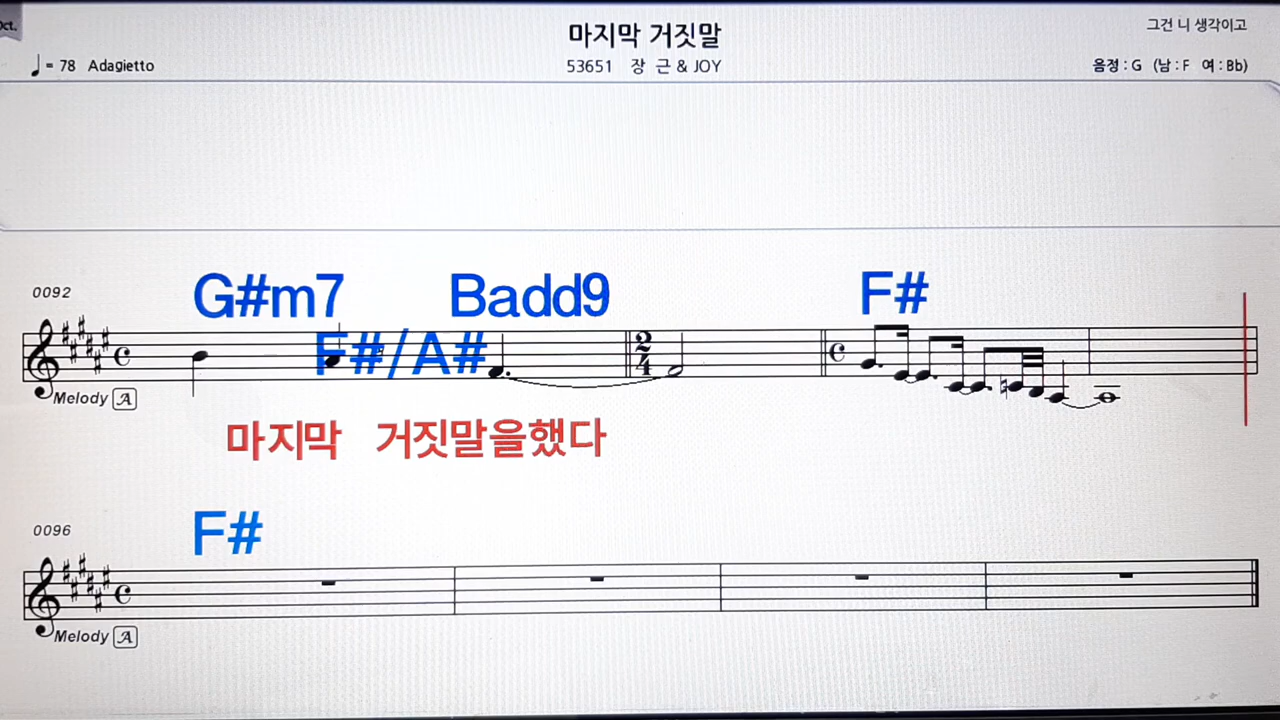 Oct.
마지막 거짓말
그건 니 생각이고
♩= 78 Adagietto
53651 장 근 & JOY
음정 : G (남 : F 여 : Bb)
0092
G#m7 Badd9 F#
F#/A#
2
4
Melody A
마지막 거짓말을했다
0096
F#
Melody A